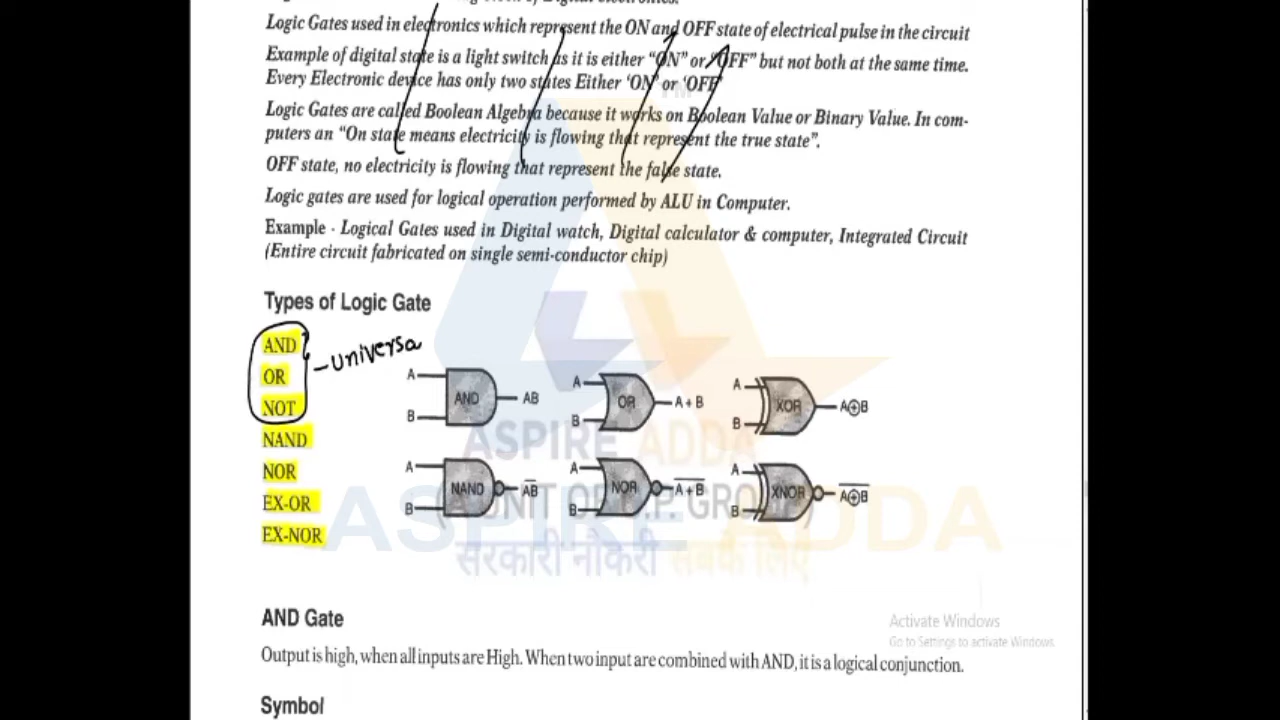 Logic Gates used in electronics which represent the ON and OFF state of electrical pulse in the circuit
Example of digital state is a light switch as it is either “ON” or “OFF” but not both at the same time.
Every Electronic device has only two states Either ‘ON’ or ‘OFF’
Logic Gates are called Boolean Algebra because it works on Boolean Value or Binary Value. In com-
puters an “On state means electricity is flowing that represent the true state”.
OFF state, no electricity is flowing that represent the false state.
Logic gates are used for logical operation performed by ALU in Computer.
Example - Logical Gates used in Digital watch, Digital calculator & computer, Integrated Circuit
(Entire circuit fabricated on single semi-conductor chip)
Types of Logic Gate
AND
OR
NOT
– universa
NAND
NOR
EX-OR
EX-NOR
A
B
AND
AB
A
B
OR
A + B
A
B
XOR
A⊕B
A
B
NAND
A̅B̅
A
B
NOR
A̅ ̅+̅ ̅B̅
A
B
XNOR
A̅⊕̅B̅
ASPIRE ADDA
ASPIRE ADDA
सरकारी नौकरी सबके लिए
AND Gate
Output is high, when all inputs are High. When two input are combined with AND, it is a logical conjunction.
Symbol
Activate Windows
Go to Settings to activate Windows.